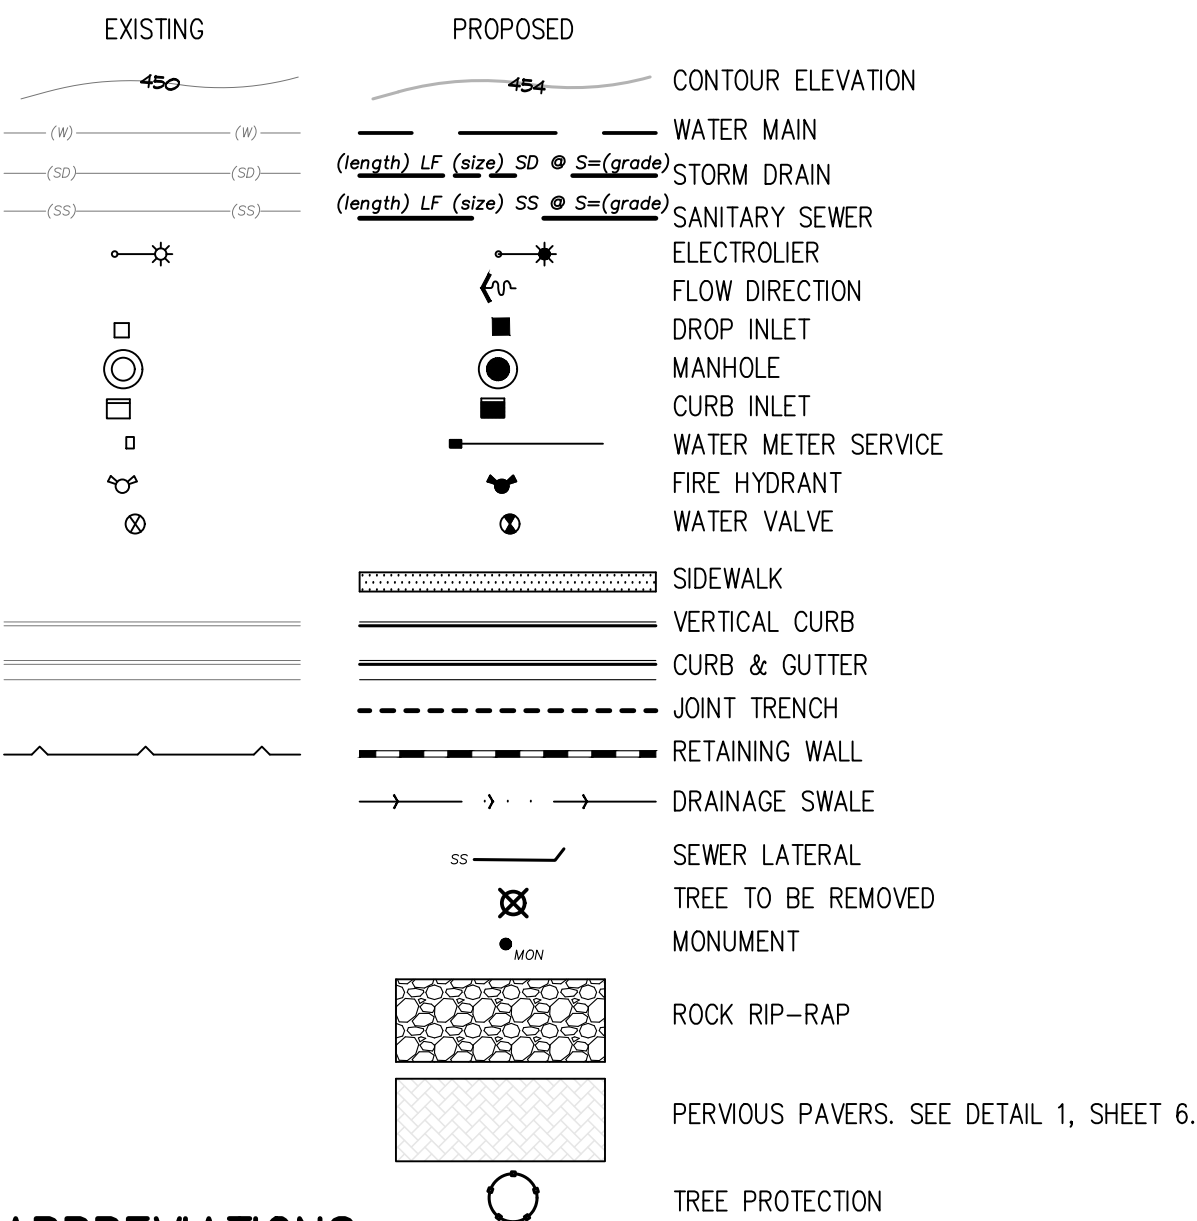 EXISTING PROPOSED
450 454 CONTOUR ELEVATION
(W) (W) WATER MAIN
(SD) (SD) (length) LF (size) SD @ S=(grade) STORM DRAIN
(SS) (SS) (length) LF (size) SS @ S=(grade) SANITARY SEWER
ELECTROLIER
FLOW DIRECTION
DROP INLET
MANHOLE
CURB INLET
WATER METER SERVICE
FIRE HYDRANT
WATER VALVE
SIDEWALK
VERTICAL CURB
CURB & GUTTER
JOINT TRENCH
RETAINING WALL
DRAINAGE SWALE
SS SEWER LATERAL
TREE TO BE REMOVED
MON MONUMENT
ROCK RIP-RAP
PERVIOUS PAVERS. SEE DETAIL 1, SHEET 6.
TREE PROTECTION
ABBREVIATIONS